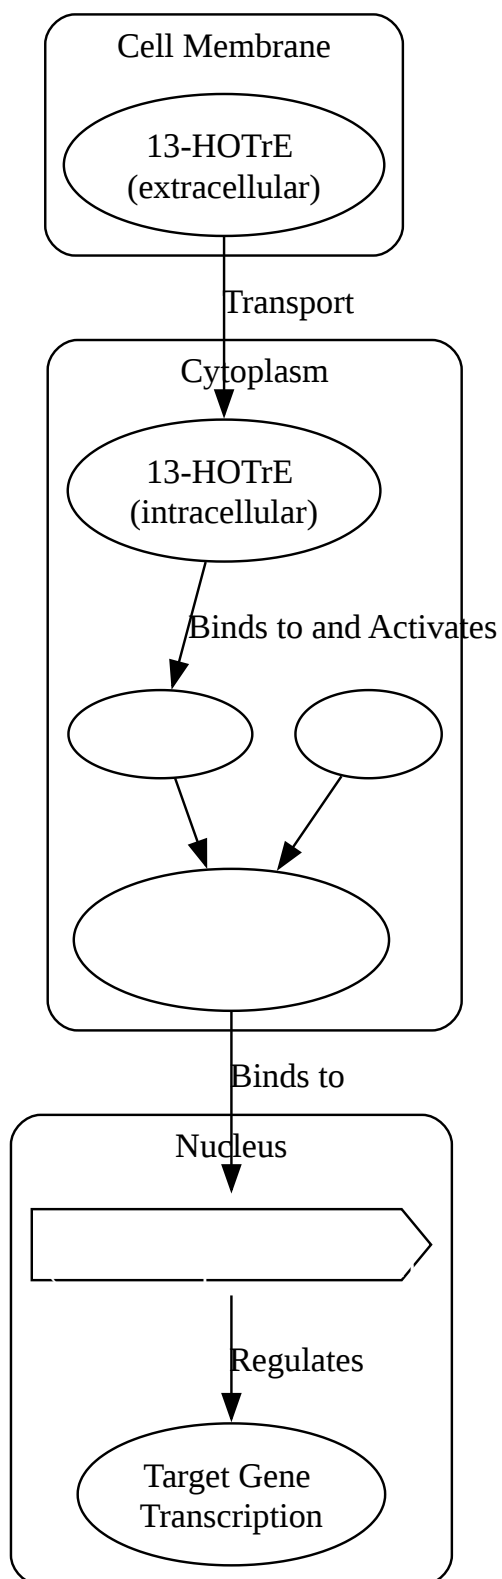 Cell Membrane
13-HOTrE
(extracellular)
Transport
Cytoplasm
13-HOTrE
(intracellular)
Binds to and Activates
Binds to
Nucleus
Regulates
Target Gene
Transcription